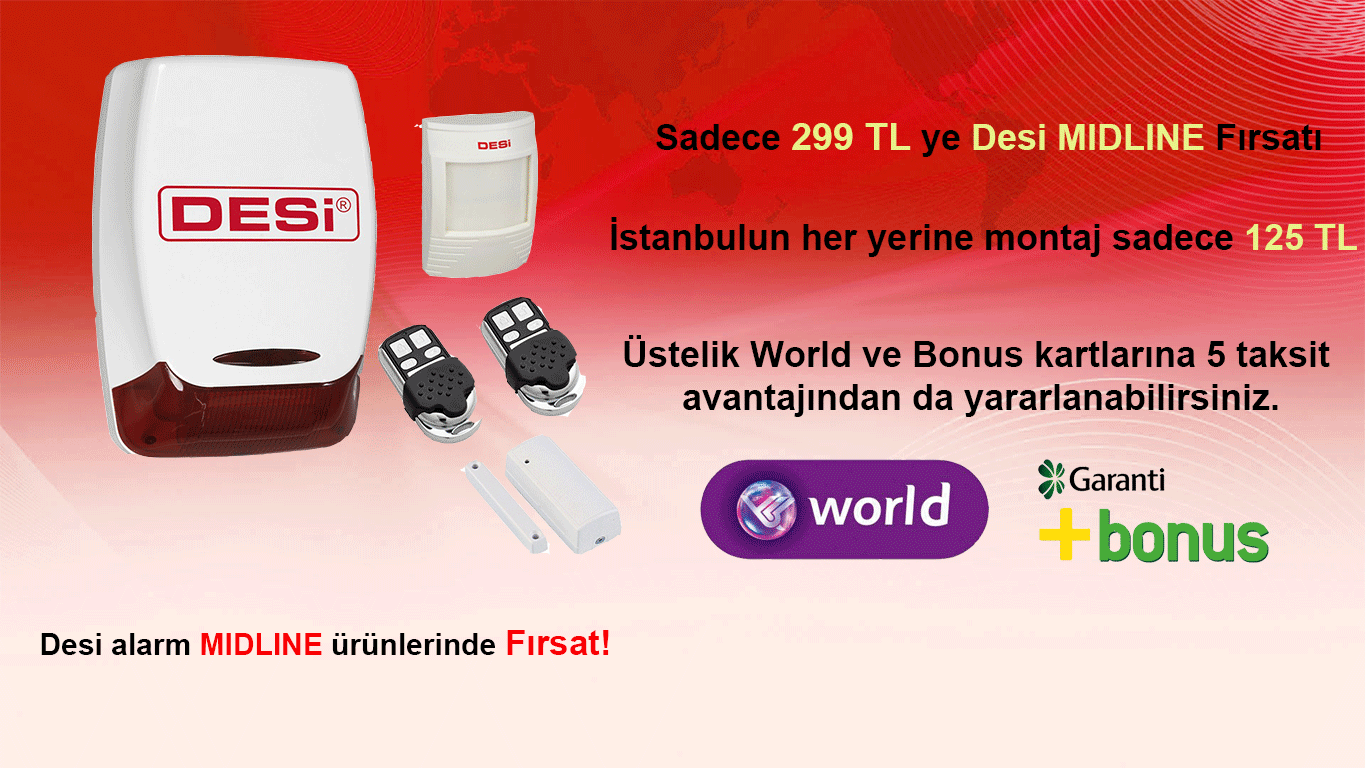 DESi®
DESi
Sadece 299 TL ye Desi MIDLINE Fırsatı
İstanbulun her yerine montaj sadece 125 TL
Üstelik World ve Bonus kartlarına 5 taksit
avantajından da yararlanabilirsiniz.
world
Garanti
+bonus
Desi alarm MIDLINE ürünlerinde Fırsat!